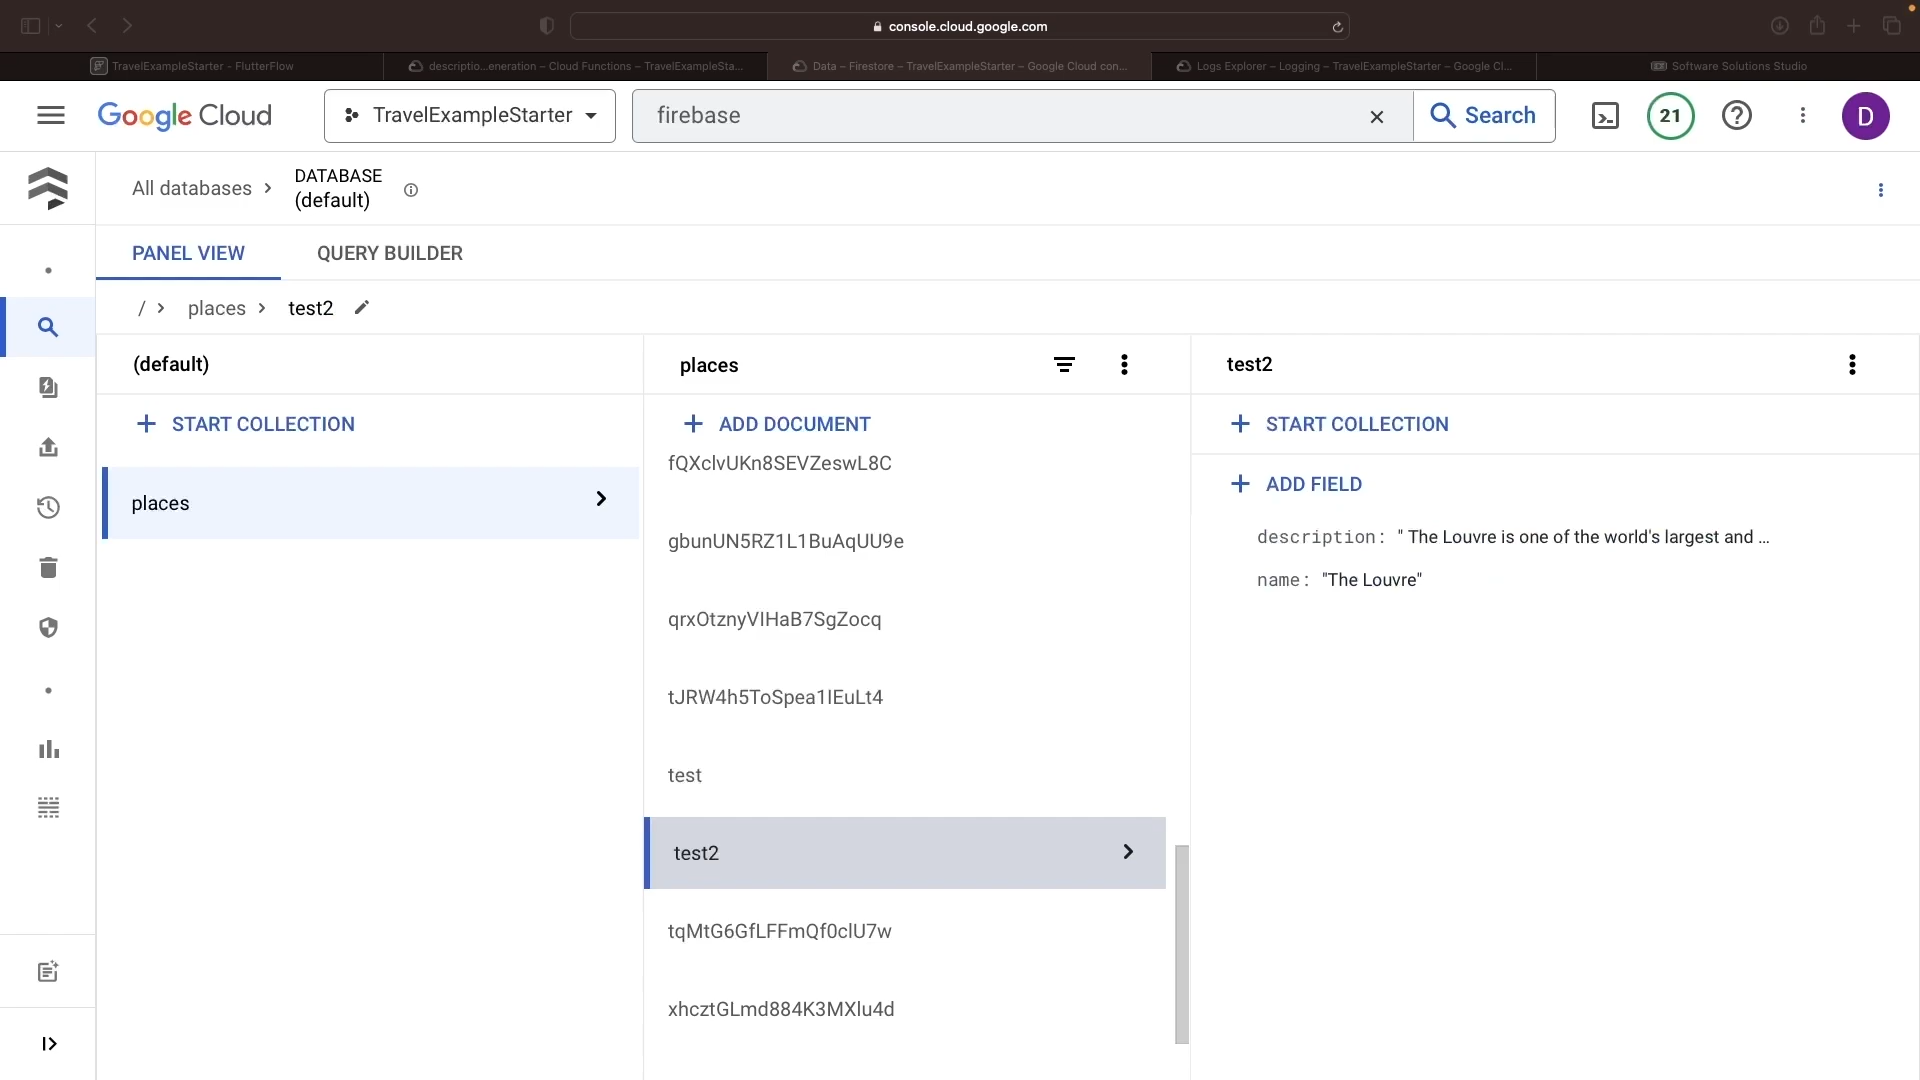 console.cloud.google.com
TravelExampleStarter - FlutterFlow
descriptio...eneration – Cloud Functions – TravelExampleSta...
Data – Firestore – TravelExampleStarter – Google Cloud con...
Logs Explorer – Logging – TravelExampleStarter – Google Cl...
Software Solutions Studio
Google Cloud
TravelExampleStarter
firebase
Search
21
D
All databases
DATABASE
(default)
PANEL VIEW
QUERY BUILDER
/ > places > test2
(default)
places
test2
START COLLECTION
ADD DOCUMENT
START COLLECTION
fQXclvUKn8SEVZeswL8C
ADD FIELD
places
description: " The Louvre is one of the world's largest and ...
gbunUN5RZ1L1BuAqUU9e
name: "The Louvre"
qrxOtznyVIHaB7SgZocq
tJRW4h5ToSpea1lEuLt4
test
test2
tqMtG6GfLFFmQf0clU7w
xhcztGLmd884K3MXlu4d